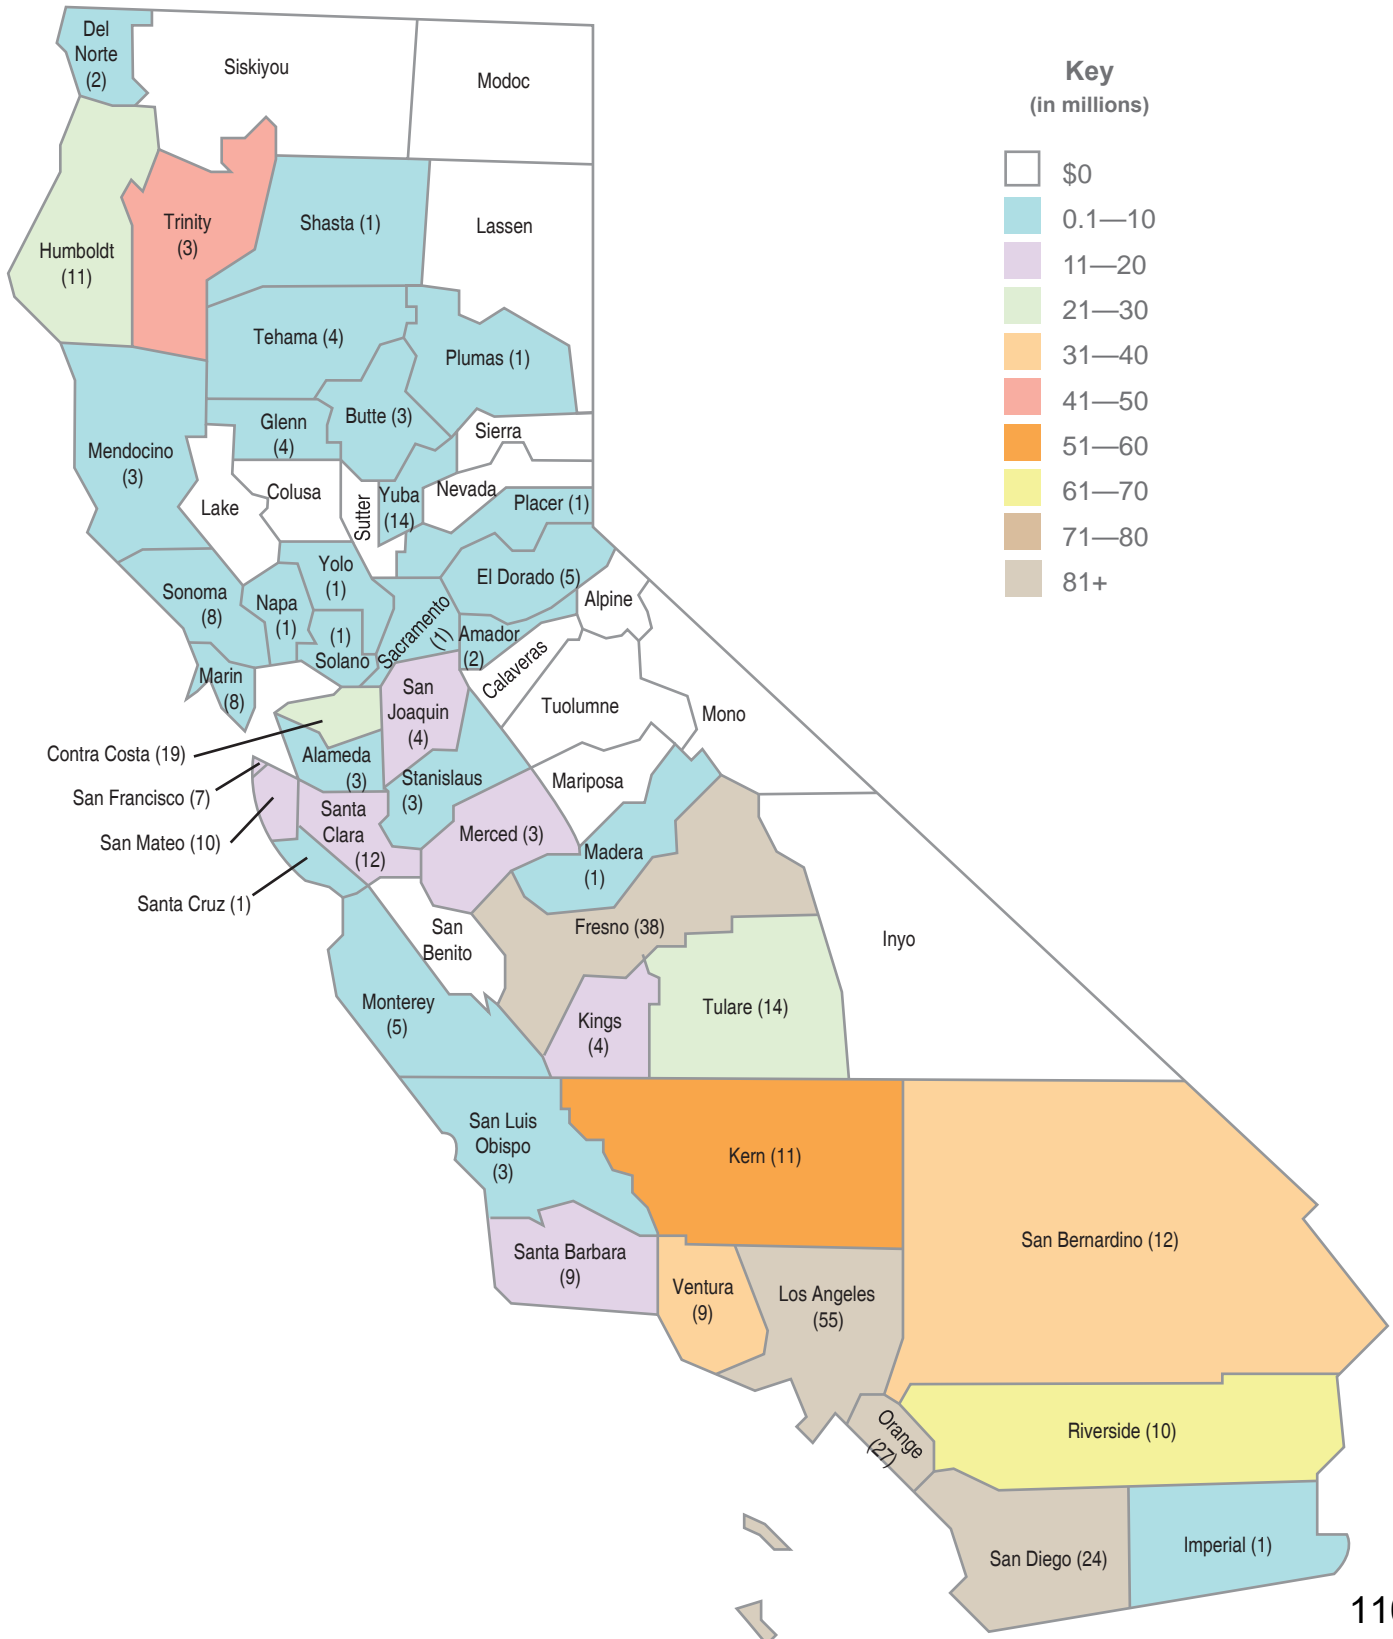 Del
Norte
(2)
Siskiyou
Modoc
Key
(in millions)
$0
0.1—10
11—20
21—30
31—40
41—50
51—60
61—70
71—80
81+
Humboldt
(11)
Trinity
(3)
Shasta (1)
Lassen
Tehama (4)
Plumas (1)
Glenn
(4)
Butte (3)
Sierra
Mendocino
(3)
Lake
Colusa
Sutter
Yuba
(14)
Nevada
Placer (1)
Sonoma
(8)
Napa
(1)
Yolo
(1)
(1)
Solano
Sacramento
(1)
El Dorado (5)
Amador
(2)
Alpine
Marin
(8)
Calaveras
San
Joaquin
(4)
Tuolumne
Mono
Contra Costa (19)
Alameda
(3)
Stanislaus
(3)
Mariposa
San Francisco (7)
San Mateo (10)
Santa
Clara
(12)
Merced (3)
Madera
(1)
Santa Cruz (1)
San
Benito
Fresno (38)
Inyo
Monterey
(5)
Kings
(4)
Tulare (14)
San Luis
Obispo
(3)
Kern (11)
San Bernardino (12)
Santa Barbara
(9)
Ventura
(9)
Los Angeles
(55)
Orange
(27)
Riverside (10)
San Diego (24)
Imperial (1)